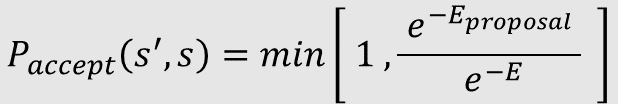 P_accept(s′, s) = min [ 1 , e^(−E_proposal) / e^(−E) ]